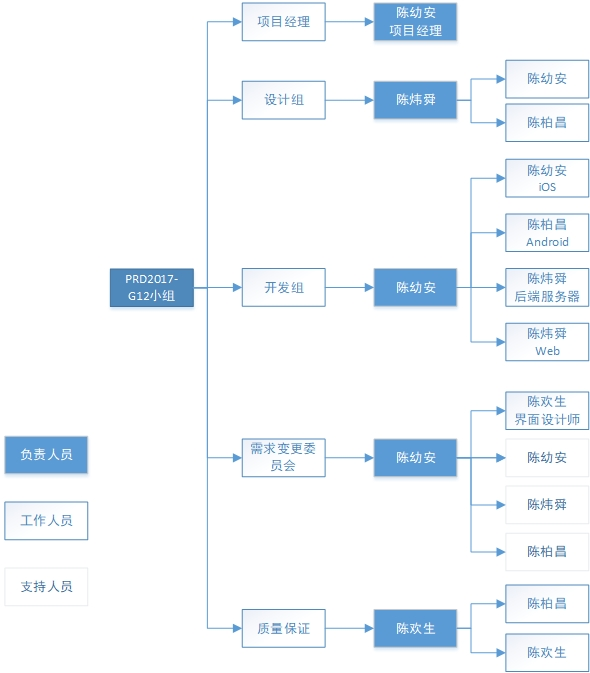 项目经理
陈幼安
项目经理
设计组
陈炜舜
陈幼安
陈柏昌
PRD2017-
G12小组
开发组
陈幼安
陈幼安
iOS
陈柏昌
Android
陈炜舜
后端服务器
陈炜舜
Web
需求变更委
员会
陈幼安
陈欢生
界面设计师
陈幼安
陈炜舜
陈柏昌
质量保证
陈欢生
陈柏昌
陈欢生
负责人员
工作人员
支持人员